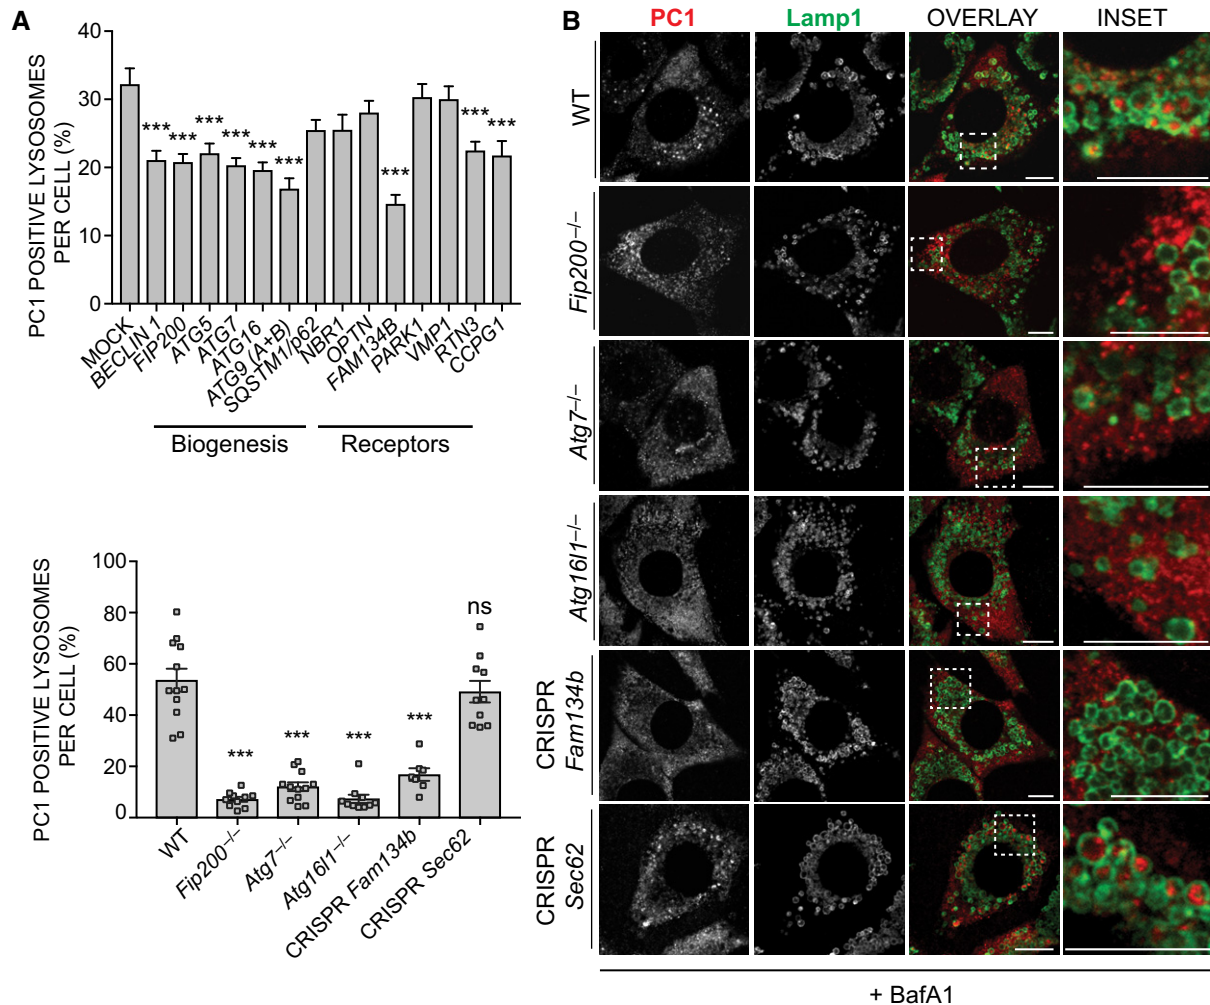 A
PC1 POSITIVE LYSOSOMES
PER CELL (%)
40
30
20
10
0
***
***
***
***
***
***
***
***
***
MOCK
BECLIN 1
FIP200
ATG5
ATG7
ATG16
ATG9 (A+B)
SQSTM1/p62
NBR1
OPTN
FAM134B
PARK1
VMP1
RTN3
CCPG1
Biogenesis
Receptors
PC1 POSITIVE LYSOSOMES
PER CELL (%)
100
80
60
40
20
0
***
***
***
***
ns
WT
Fip200–/–
Atg7–/–
Atg16l1–/–
CRISPR Fam134b
CRISPR Sec62
B
PC1
Lamp1
OVERLAY
INSET
WT
Fip200–/–
Atg7–/–
Atg16l1–/–
CRISPR
Fam134b
CRISPR
Sec62
+ BafA1